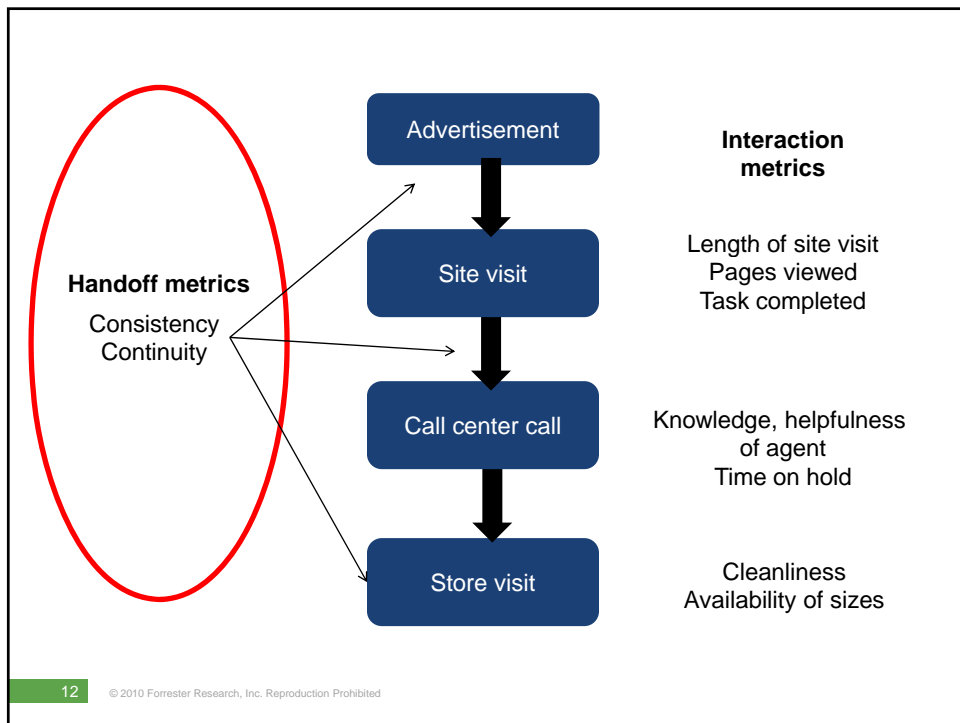 Advertisement
Interaction
metrics
Site visit
Length of site visit
Pages viewed
Task completed
Handoff metrics
Consistency
Continuity
Call center call
Knowledge, helpfulness
of agent
Time on hold
Store visit
Cleanliness
Availability of sizes
12
© 2010 Forrester Research, Inc. Reproduction Prohibited